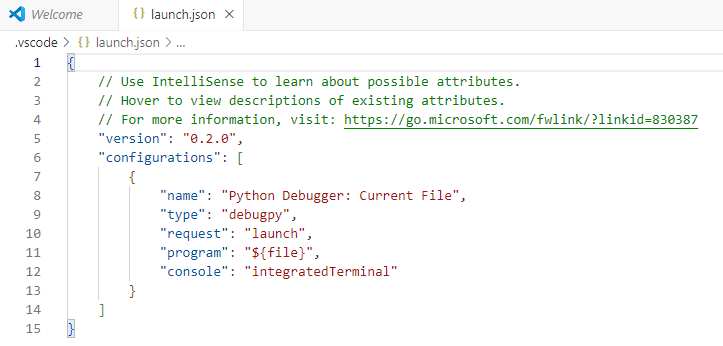 Welcome
launch.json
.vscode > launch.json > ...
1 {
2 // Use IntelliSense to learn about possible attributes.
3 // Hover to view descriptions of existing attributes.
4 // For more information, visit: https://go.microsoft.com/fwlink/?linkid=830387
5 "version": "0.2.0",
6 "configurations": [
7 {
8 "name": "Python Debugger: Current File",
9 "type": "debugpy",
10 "request": "launch",
11 "program": "${file}",
12 "console": "integratedTerminal"
13 }
14 ]
15 }